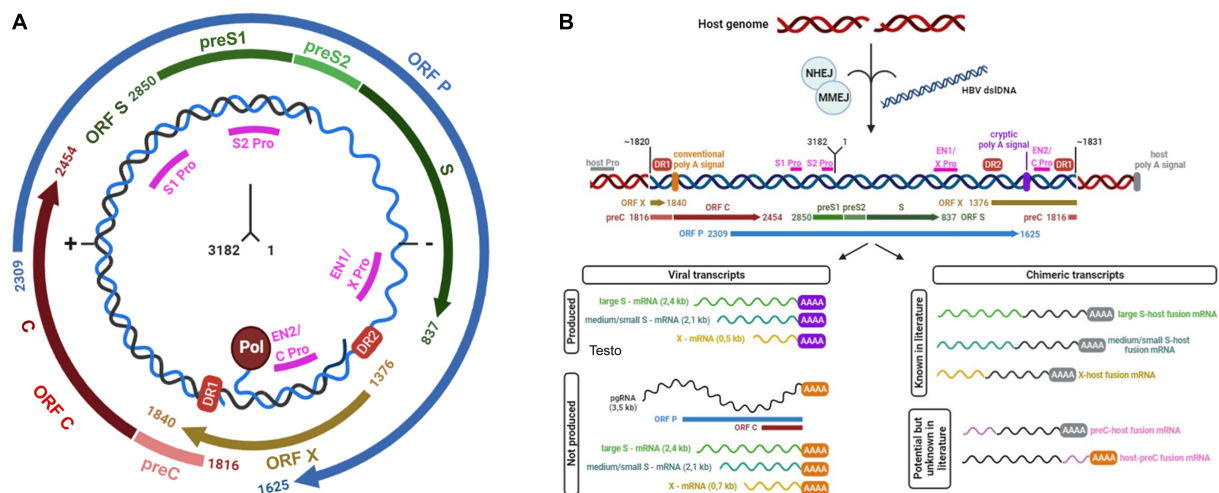 A
preS1
preS2
ORF P
ORF S
2850
2454
S2 Pro
S1 Pro
S
3182
1
+
-
2309
EN1/
X Pro
837
C
Pol
EN2/
C Pro
DR2
DR1
1376
1840
ORF C
ORF X
preC
1816
1625
B
Host genome
NHEJ
MMEJ
HBV dslDNA
~1820
3182
1
cryptic
poly A signal
~1831
host Pro
DR1
conventional
poly A signal
S1 Pro
S2 Pro
EN1/
X Pro
DR2
EN2/
C Pro
DR1
host
poly A signal
ORF X
1840
ORF X
1376
preC
1816
ORF C
2454
2850
preS1
preS2
S
837
ORF S
preC
1816
ORF P
2309
1625
Viral transcripts
Produced
large S - mRNA (2,4 kb)
AAAA
medium/small S - mRNA (2,1 kb)
AAAA
X - mRNA (0,5 kb)
AAAA
Testo
Not produced
pgRNA
(3,5 kb)
AAAA
ORF P
ORF C
large S - mRNA (2,4 kb)
AAAA
medium/small S - mRNA (2,1 kb)
AAAA
X - mRNA (0,7 kb)
AAAA
Chimeric transcripts
Known in literature
AAAA
large S-host fusion mRNA
AAAA
medium/small S-host
fusion mRNA
AAAA
X-host fusion mRNA
Potential but
unknown in
literature
AAAA
preC-host fusion mRNA
AAAA
host-preC fusion mRNA